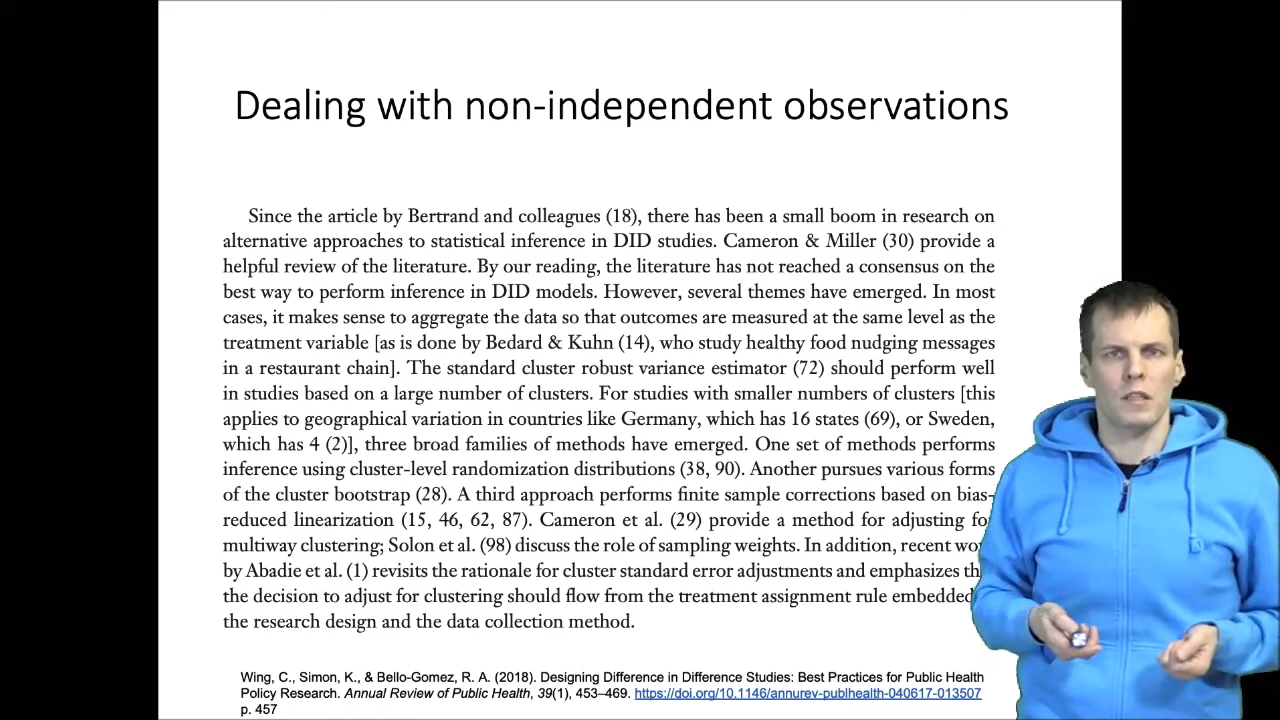 Dealing with non-independent observations
Since the article by Bertrand and colleagues (18), there has been a small boom in research on
alternative approaches to statistical inference in DID studies. Cameron & Miller (30) provide a
helpful review of the literature. By our reading, the literature has not reached a consensus on the
best way to perform inference in DID models. However, several themes have emerged. In most
cases, it makes sense to aggregate the data so that outcomes are measured at the same level as the
treatment variable [as is done by Bedard & Kuhn (14), who study healthy food nudging messages
in a restaurant chain]. The standard cluster robust variance estimator (72) should perform well
in studies based on a large number of clusters. For studies with smaller numbers of clusters [this
applies to geographical variation in countries like Germany, which has 16 states (69), or Sweden,
which has 4 (2)], three broad families of methods have emerged. One set of methods performs
inference using cluster-level randomization distributions (38, 90). Another pursues various forms
of the cluster bootstrap (28). A third approach performs finite sample corrections based on bias-
reduced linearization (15, 46, 62, 87). Cameron et al. (29) provide a method for adjusting fo
multiway clustering; Solon et al. (98) discuss the role of sampling weights. In addition, recent wo
by Abadie et al. (1) revisits the rationale for cluster standard error adjustments and emphasizes th
the decision to adjust for clustering should flow from the treatment assignment rule embedded
the research design and the data collection method.
Wing, C., Simon, K., & Bello-Gomez, R. A. (2018). Designing Difference in Difference Studies: Best Practices for Public Health
Policy Research. Annual Review of Public Health, 39(1), 453–469. https://doi.org/10.1146/annurev-publhealth-040617-013507
p. 457